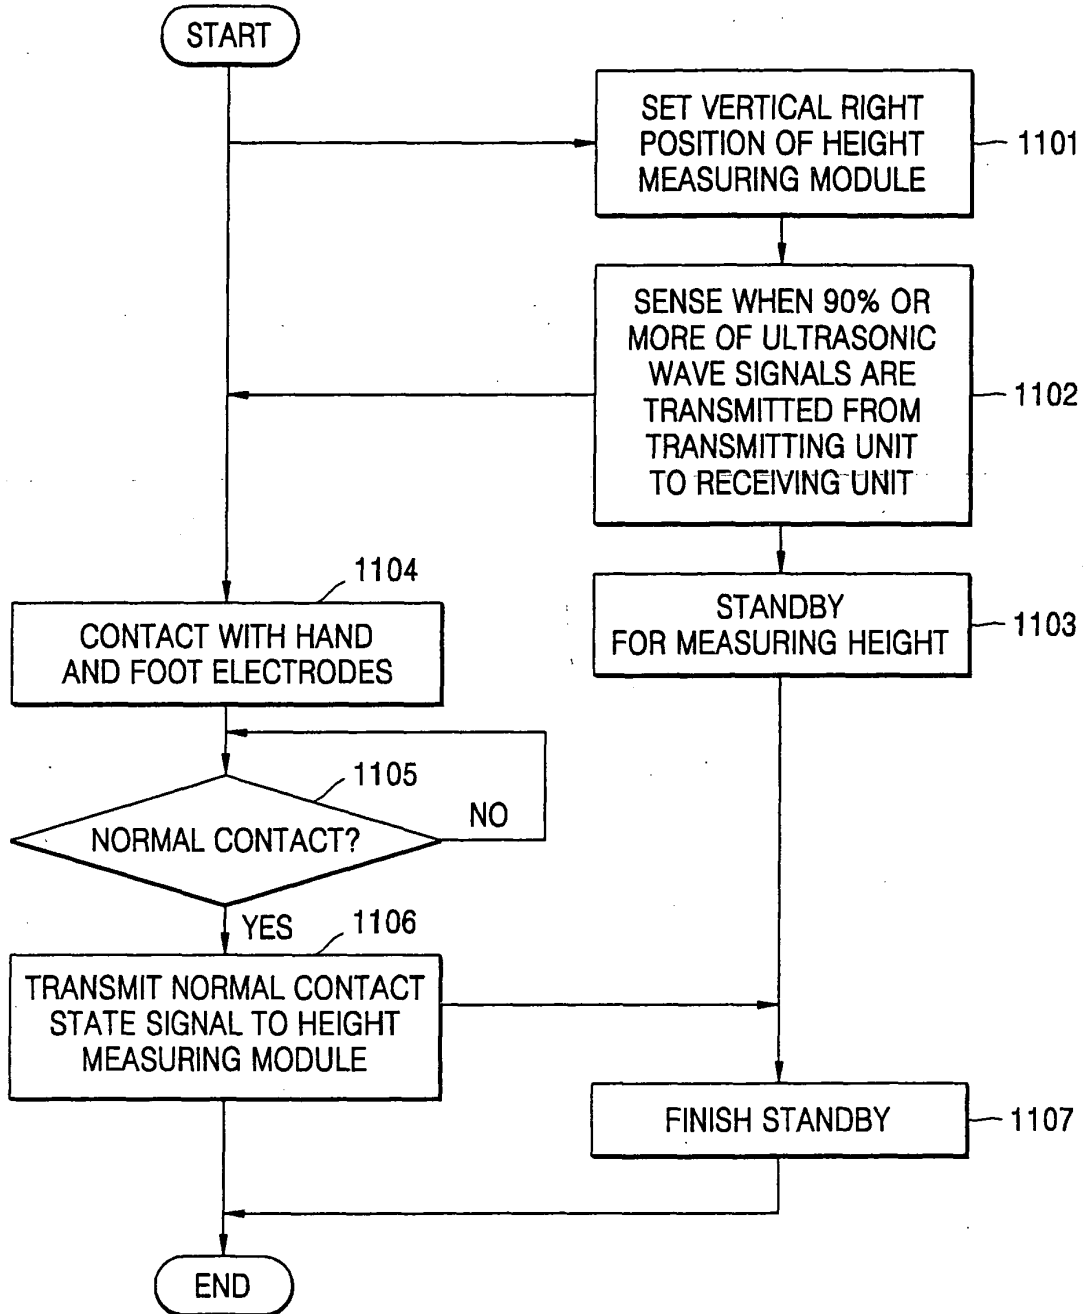 START
SET VERTICAL RIGHT
POSITION OF HEIGHT
MEASURING MODULE
1101
SENSE WHEN 90% OR
MORE OF ULTRASONIC
WAVE SIGNALS ARE
TRANSMITTED FROM
TRANSMITTING UNIT
TO RECEIVING UNIT
1102
STANDBY
FOR MEASURING HEIGHT
1103
1104
CONTACT WITH HAND
AND FOOT ELECTRODES
1105
NORMAL CONTACT?
NO
YES
1106
TRANSMIT NORMAL CONTACT
STATE SIGNAL TO HEIGHT
MEASURING MODULE
FINISH STANDBY
1107
END